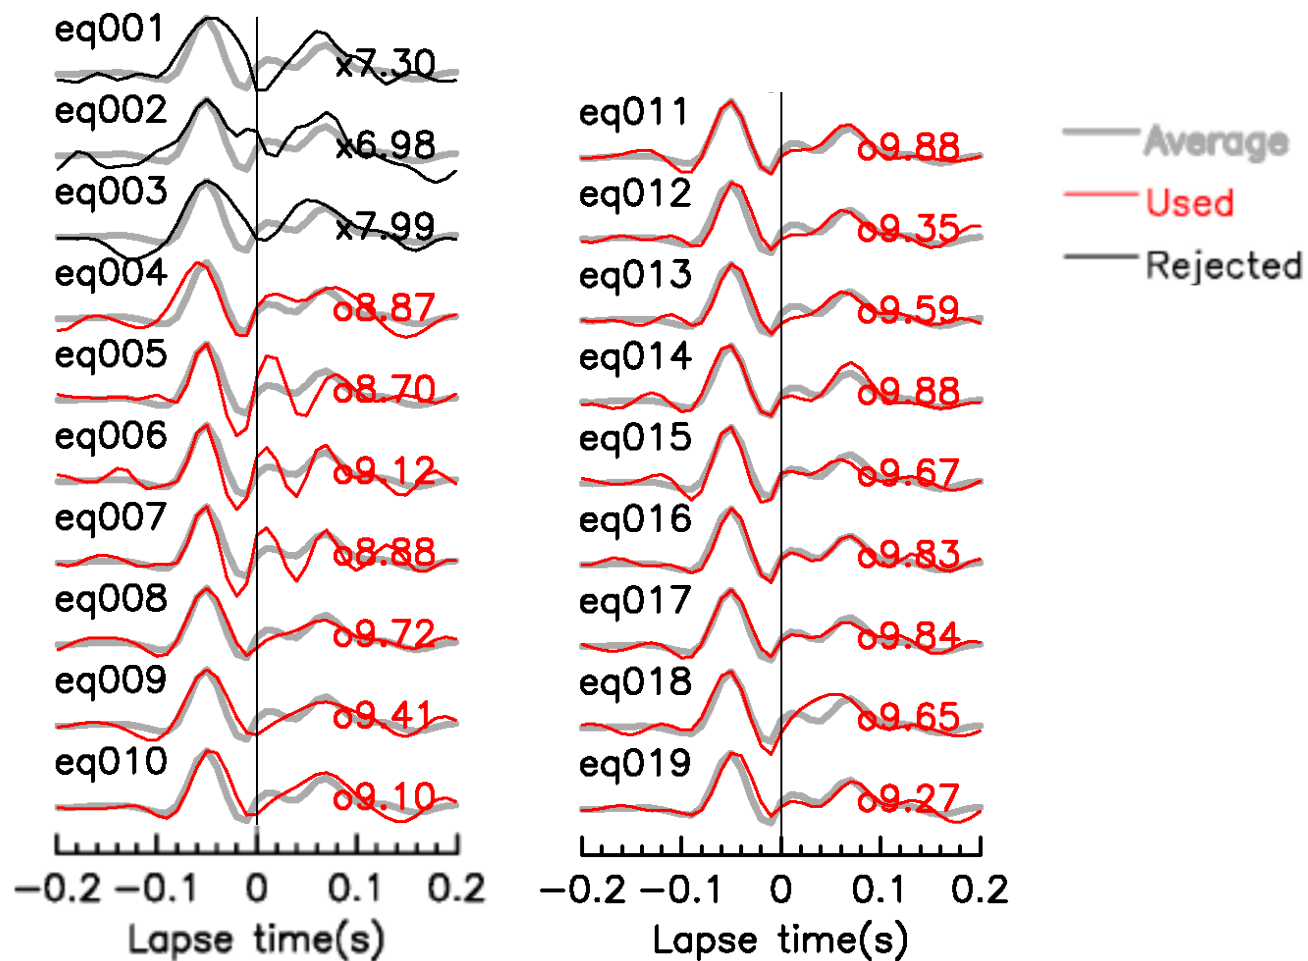 eq001
x7.30
eq002
x6.98
eq003
x7.99
eq004
o8.87
eq005
o8.70
eq006
o9.12
eq007
o8.88
eq008
o9.72
eq009
o9.41
eq010
o9.10
−0.2 −0.1 0 0.1 0.2
Lapse time(s)
eq011
o9.88
eq012
o9.35
eq013
o9.59
eq014
o9.88
eq015
o9.67
eq016
o9.83
eq017
o9.84
eq018
o9.65
eq019
o9.27
−0.2 −0.1 0 0.1 0.2
Lapse time(s)
Average
Used
Rejected